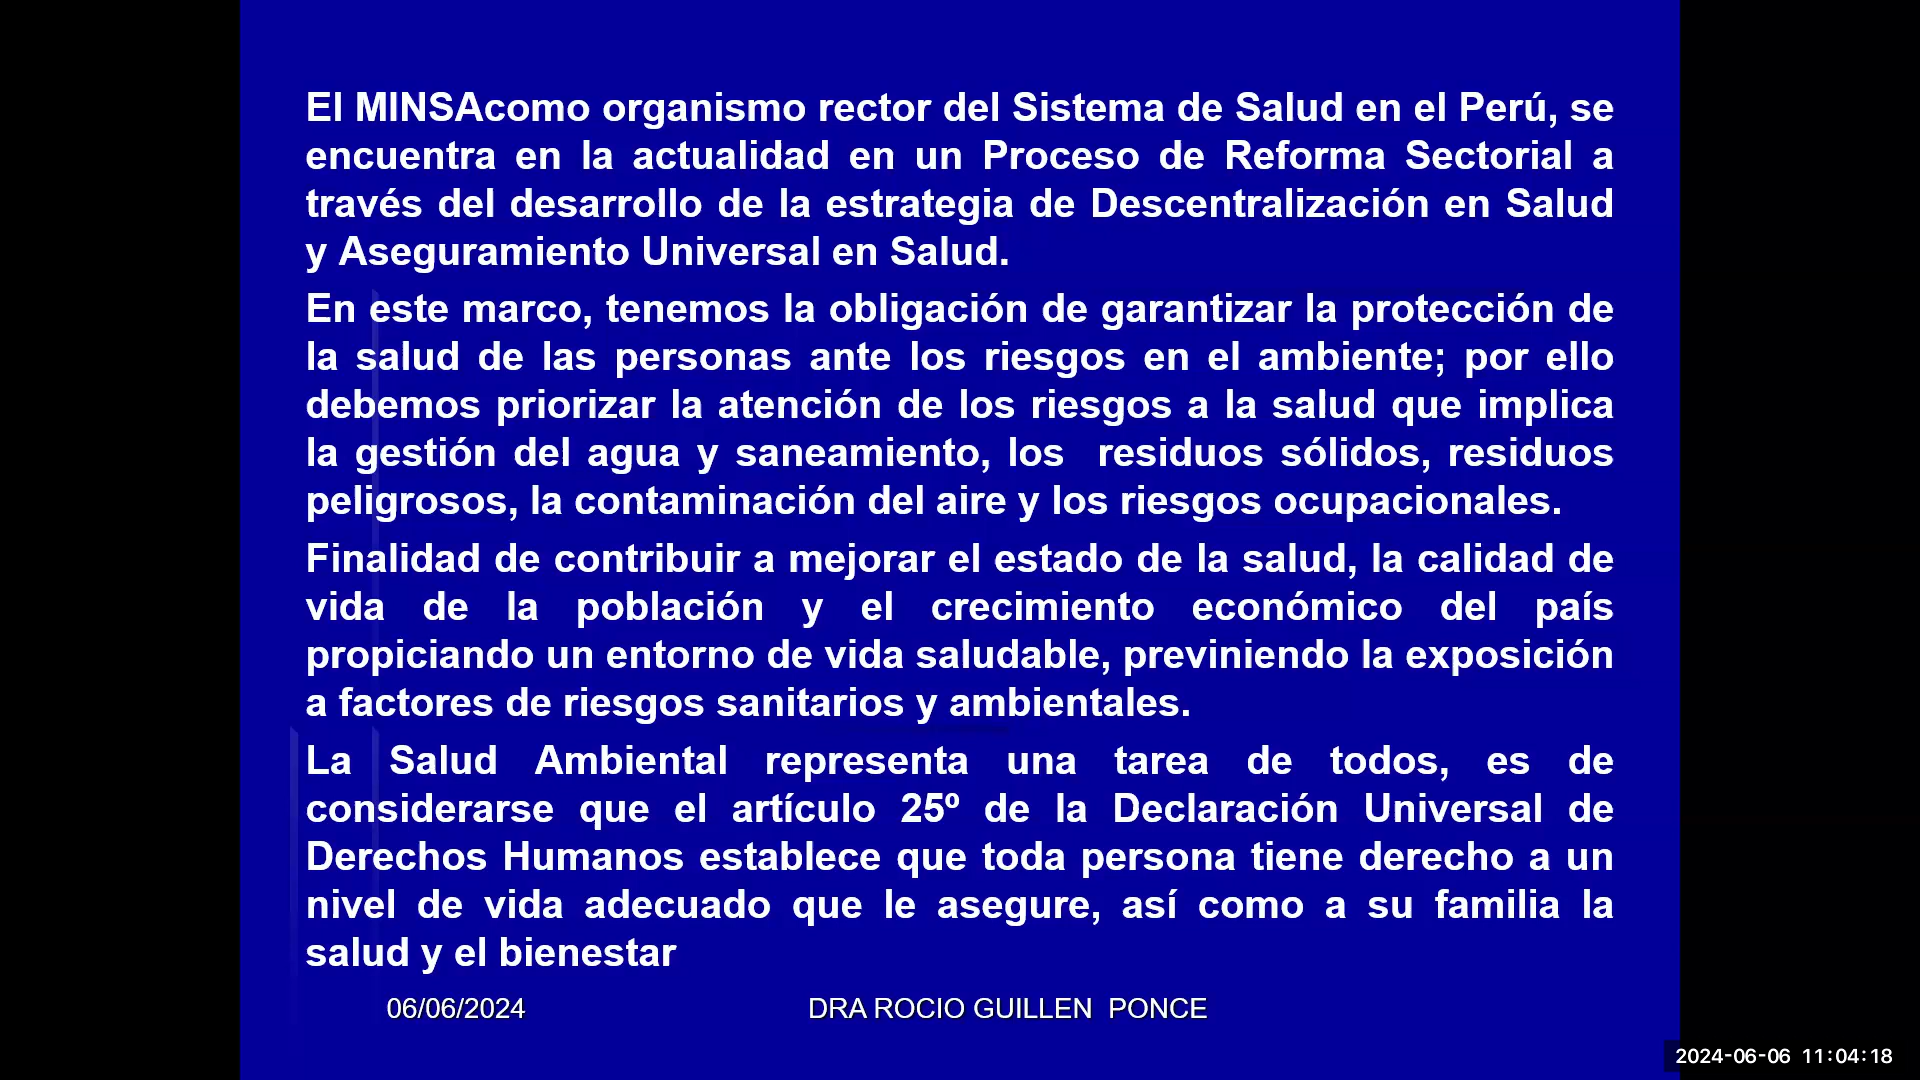 El MINSAcomo organismo rector del Sistema de Salud en el Perú, se
encuentra en la actualidad en un Proceso de Reforma Sectorial a
través del desarrollo de la estrategia de Descentralización en Salud
y Aseguramiento Universal en Salud.
En este marco, tenemos la obligación de garantizar la protección de
la salud de las personas ante los riesgos en el ambiente; por ello
debemos priorizar la atención de los riesgos a la salud que implica
la gestión del agua y saneamiento, los residuos sólidos, residuos
peligrosos, la contaminación del aire y los riesgos ocupacionales.
Finalidad de contribuir a mejorar el estado de la salud, la calidad de
vida de la población y el crecimiento económico del país
propiciando un entorno de vida saludable, previniendo la exposición
a factores de riesgos sanitarios y ambientales.
La Salud Ambiental representa una tarea de todos, es de
considerarse que el artículo 25º de la Declaración Universal de
Derechos Humanos establece que toda persona tiene derecho a un
nivel de vida adecuado que le asegure, así como a su familia la
salud y el bienestar
06/06/2024 DRA ROCIO GUILLEN PONCE
2024-06-06 11:04:18